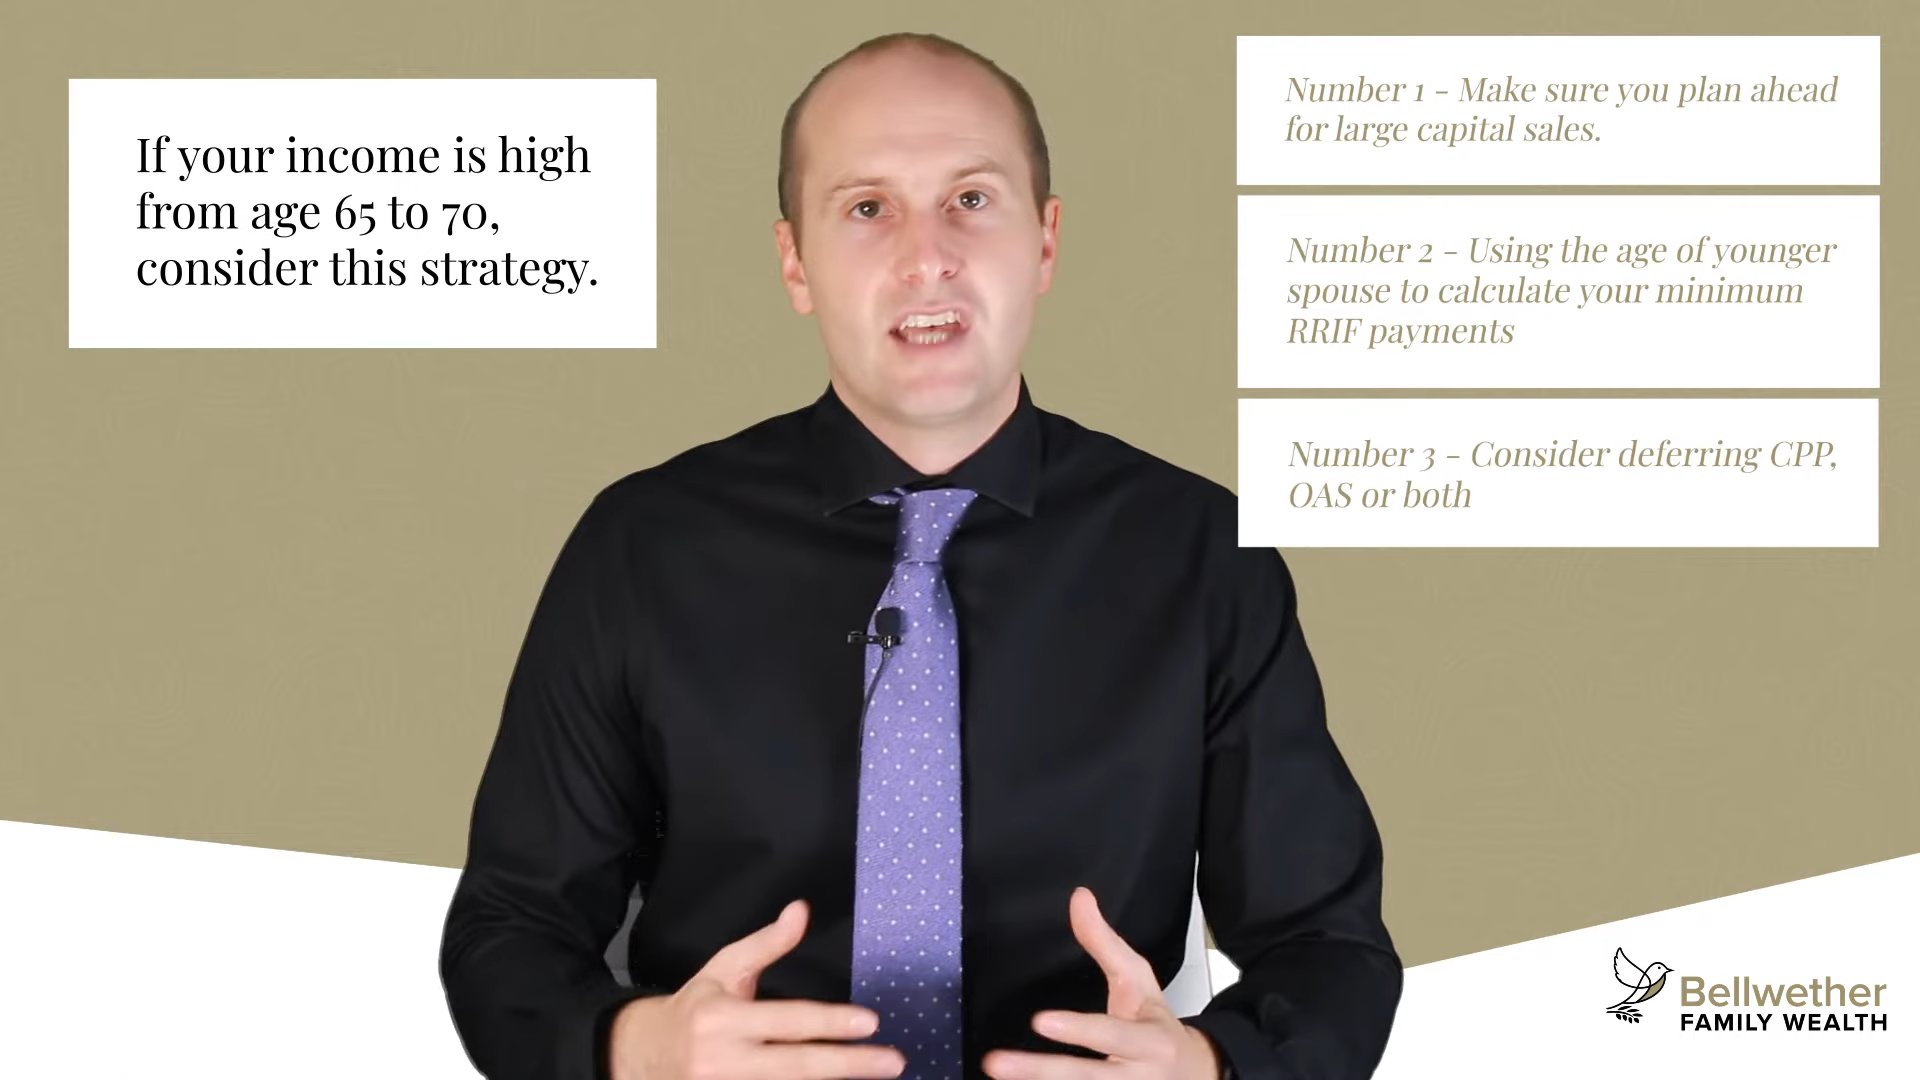 If your income is high
from age 65 to 70,
consider this strategy.
Number 1 - Make sure you plan ahead
for large capital sales.
Number 2 - Using the age of younger
spouse to calculate your minimum
RRIF payments
Number 3 - Consider deferring CPP,
OAS or both
Bellwether
FAMILY WEALTH